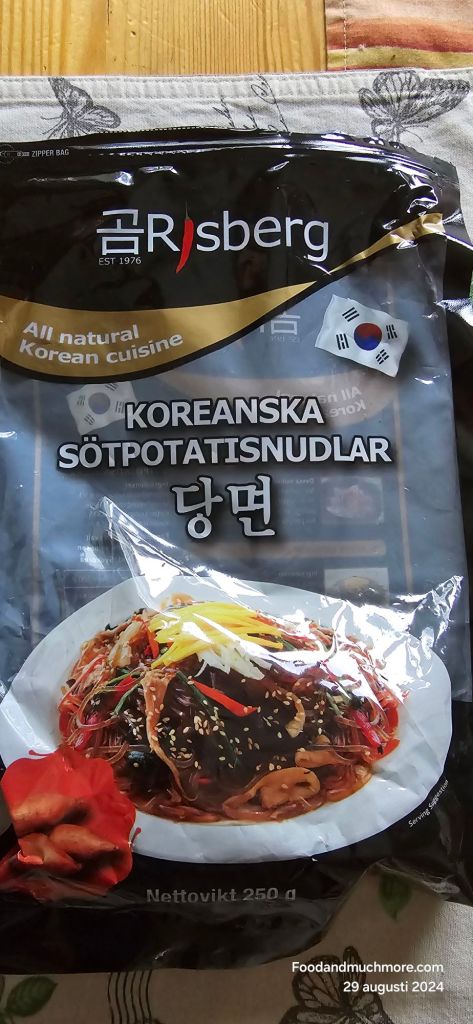 ZIPPER BAG
곰Risberg
EST 1976
All natural
Korean cuisine
KOREANSKA
SÖTPOTATISNUDLAR
당면
Serving Suggestion
Nettovikt 250 g
Foodandmuchmore.com
29 augusti 2024